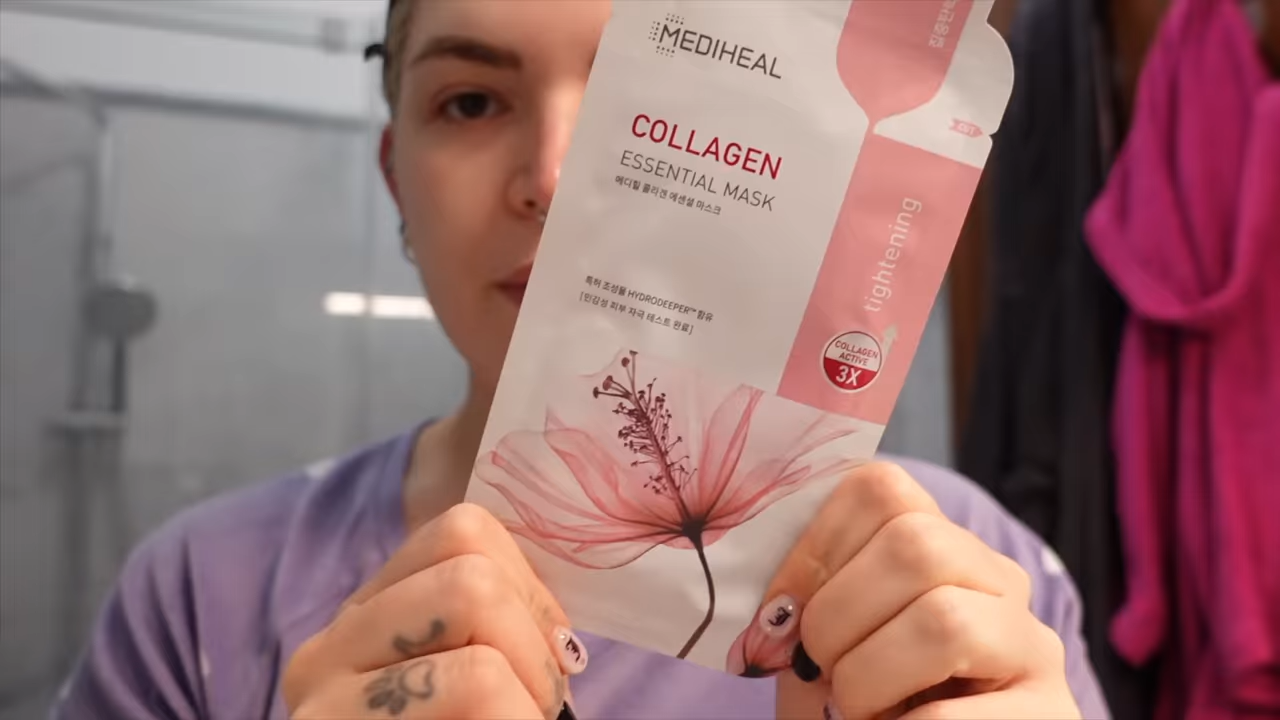 MEDIHEAL
COLLAGEN
ESSENTIAL MASK
메디힐 콜라겐 에센셜 마스크
특허 조성물 HYDRODEEPER™ 함유
[민감성 피부 자극 테스트 완료]
CUT
tightening
COLLAGEN
ACTIVE
3X